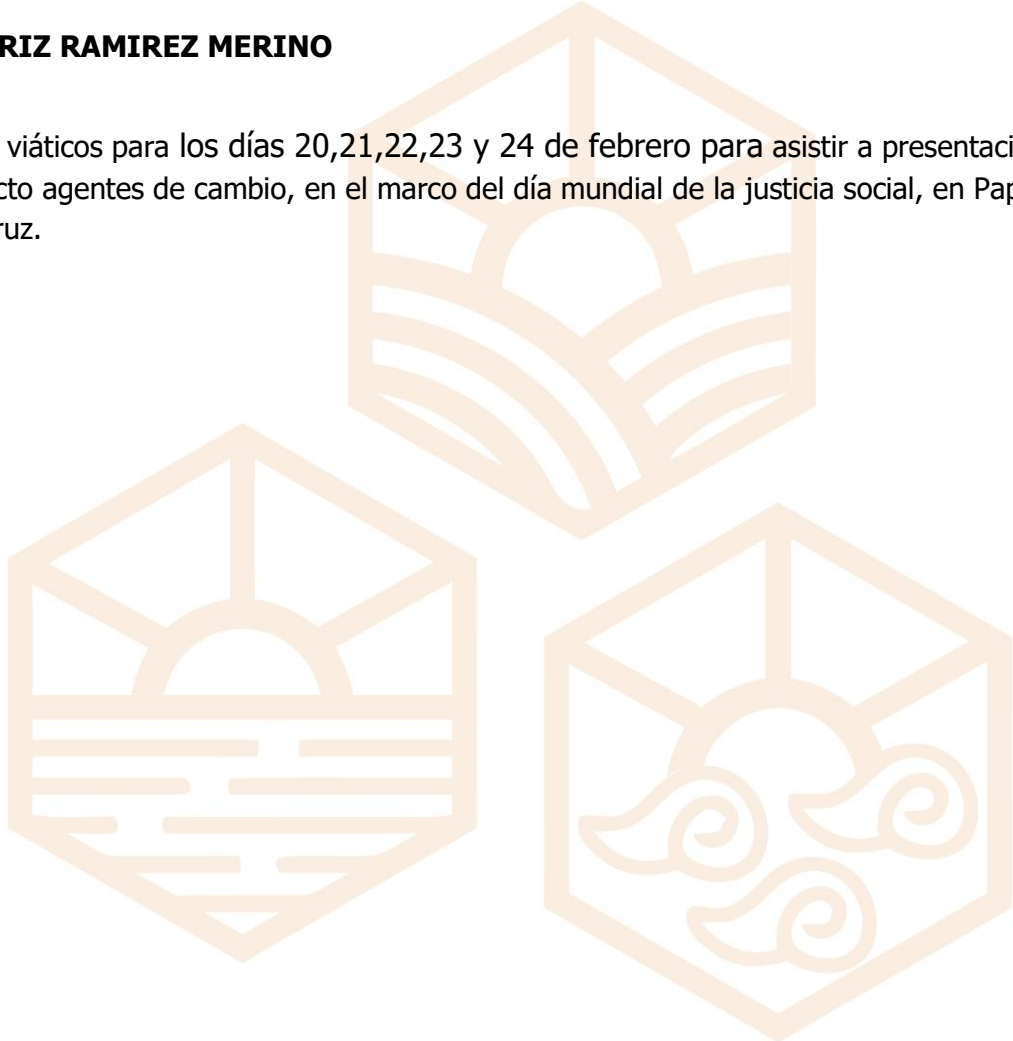 RIZ RAMIREZ MERINO
viáticos para los días 20,21,22,23 y 24 de febrero para asistir a presentaci
cto agentes de cambio, en el marco del día mundial de la justicia social, en Pap
ruz.